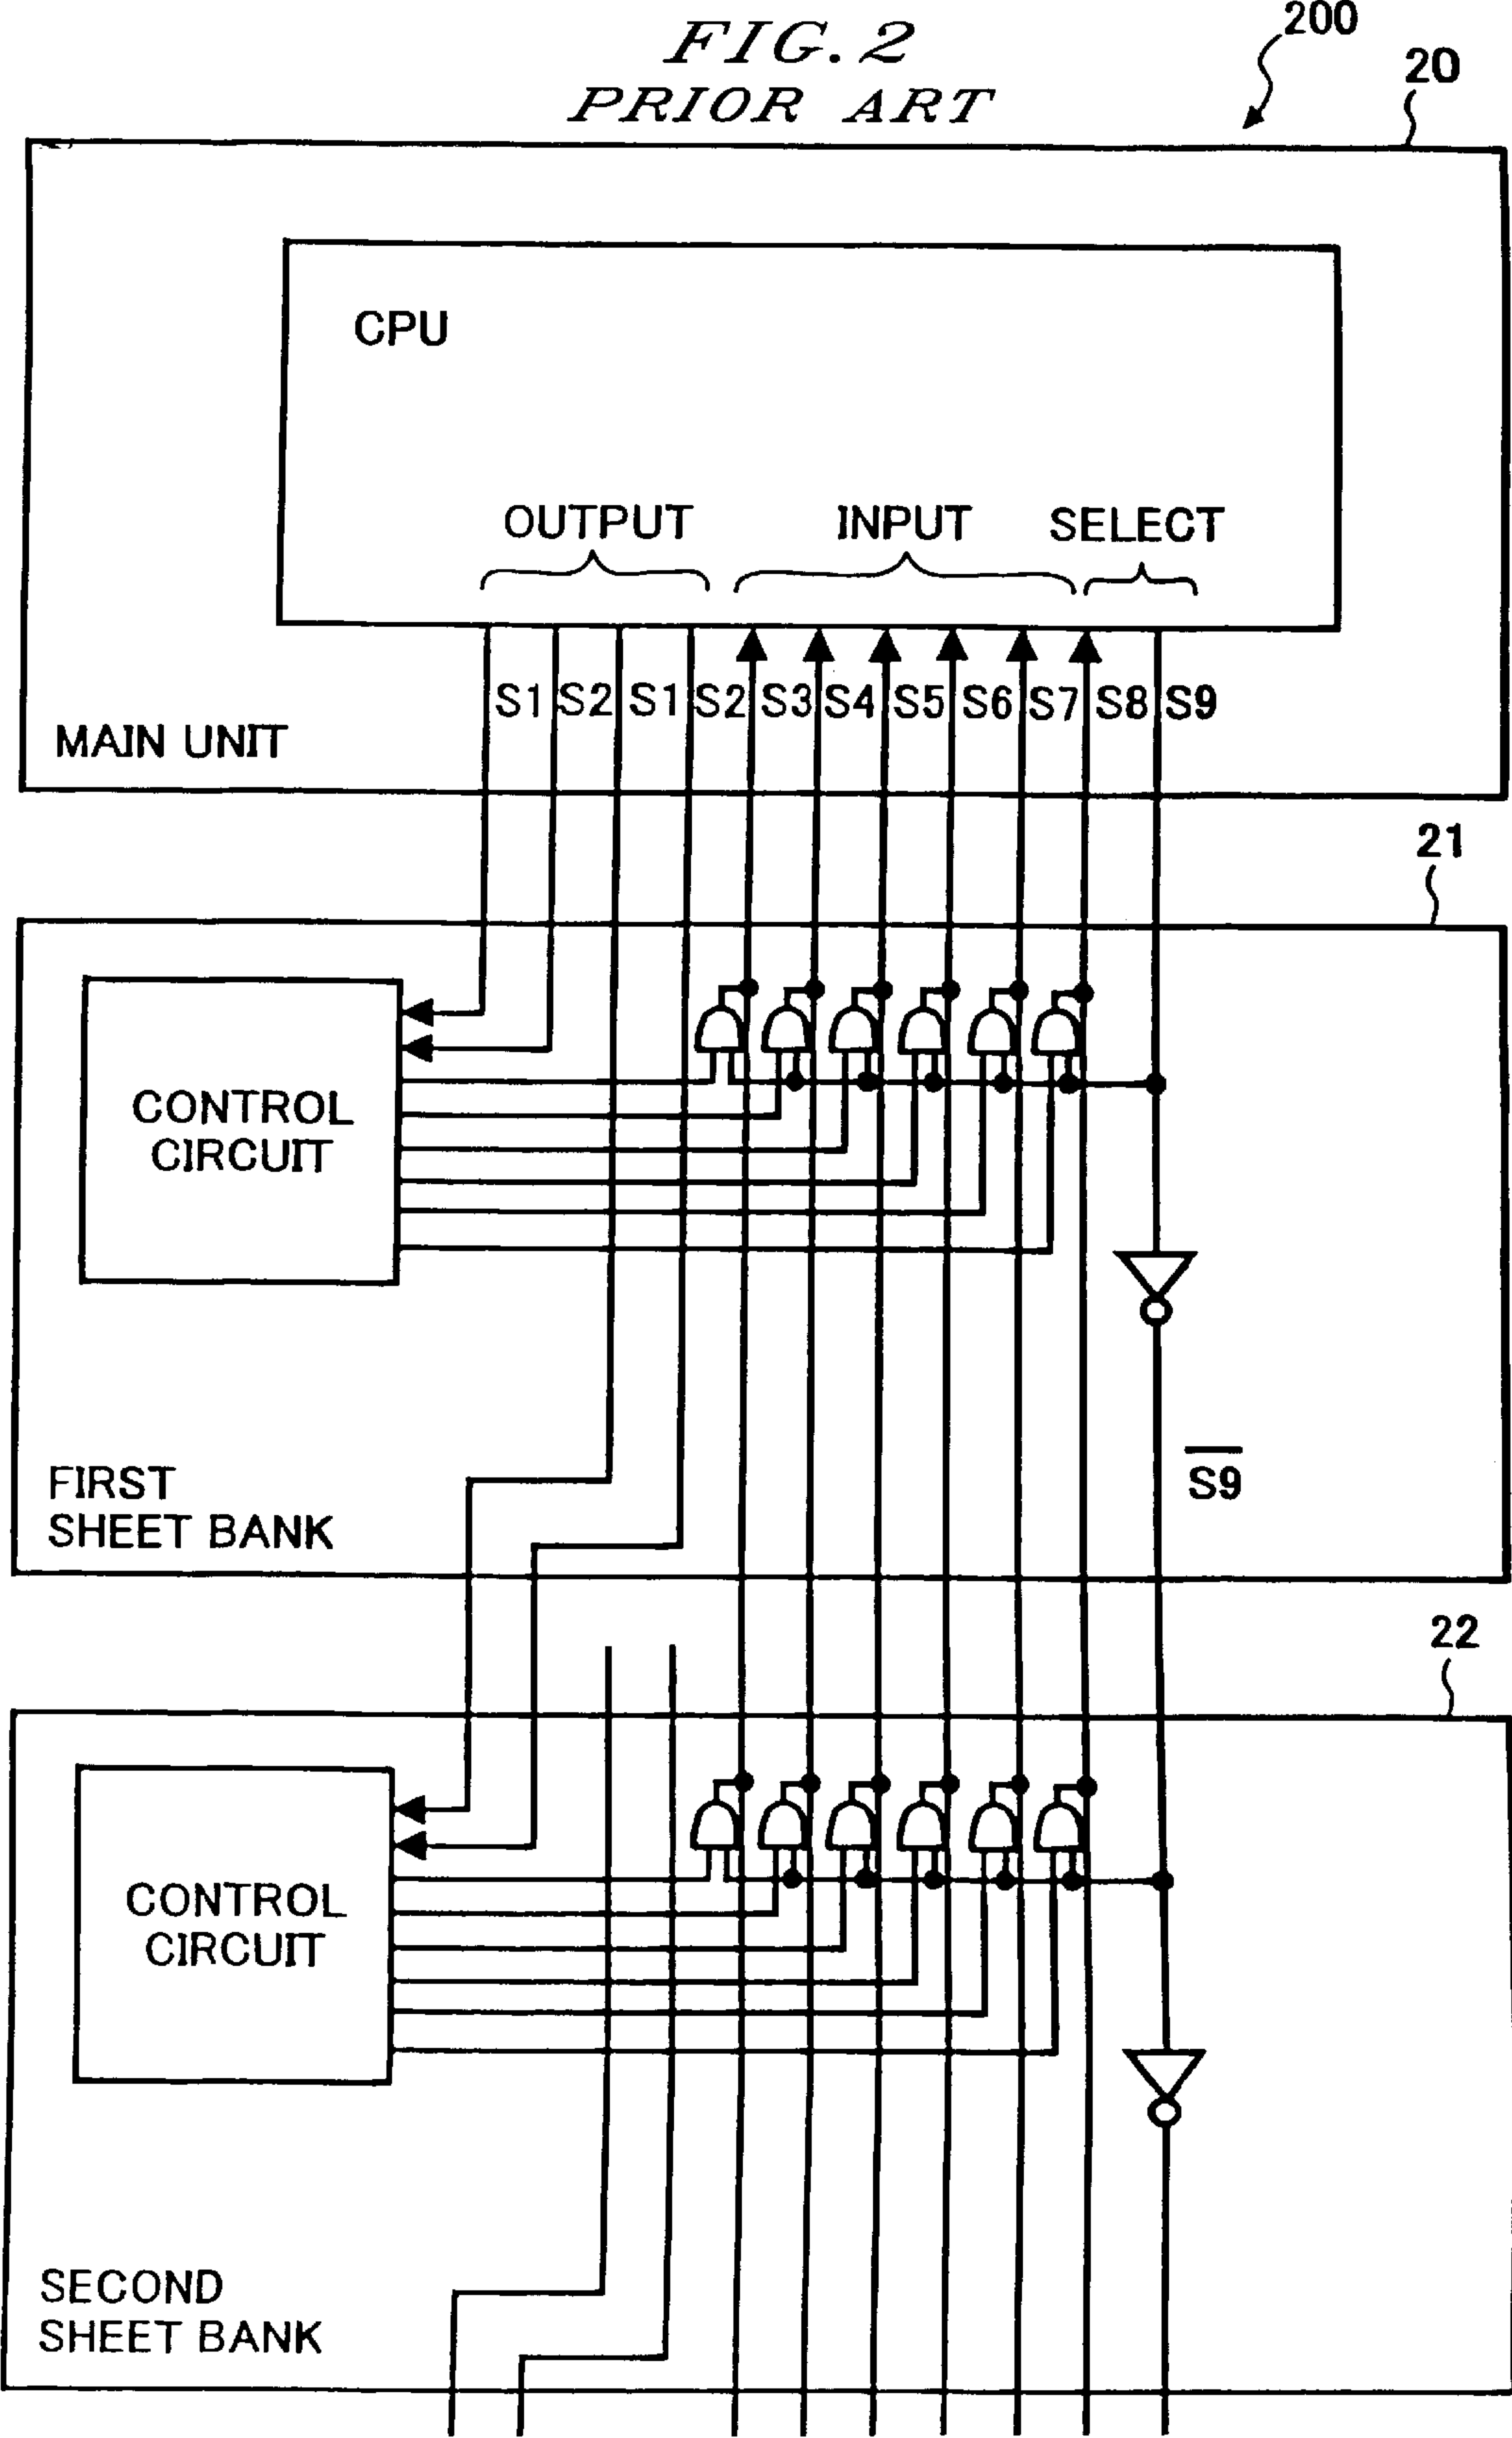 FIG. 2
PRIOR ART
200
20
CPU
OUTPUT INPUT SELECT
S1 S2 S1 S2 S3 S4 S5 S6 S7 S8 S9
MAIN UNIT
21
CONTROL
CIRCUIT
S̅9̅
FIRST
SHEET BANK
22
CONTROL
CIRCUIT
SECOND
SHEET BANK